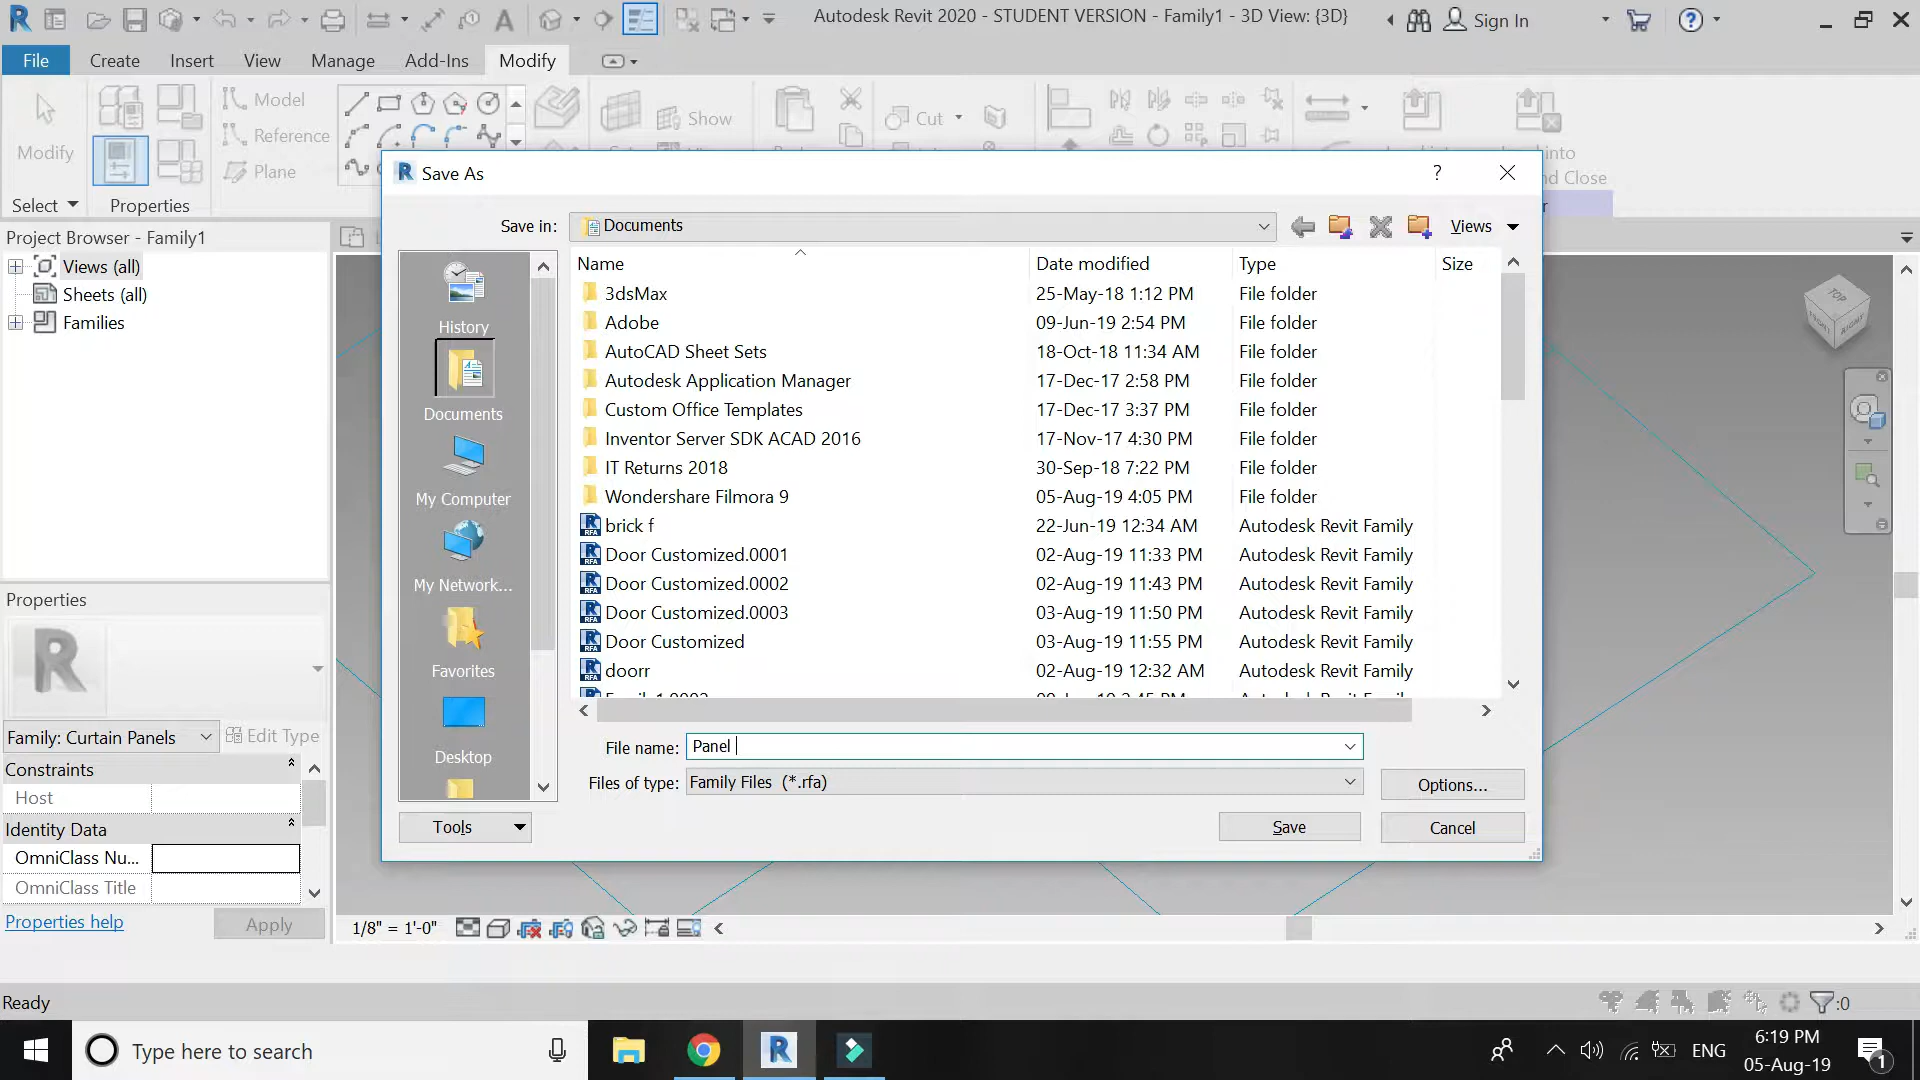 Autodesk Revit 2020 - STUDENT VERSION - Family1 - 3D View: {3D}
Sign In
File
Create
Insert
View
Manage
Add-Ins
Modify
Modify
Model
Reference
Plane
Show
Cut
into
d Close
Select
Properties
Project Browser - Family1
Views (all)
Sheets (all)
Families
Properties
Family: Curtain Panels
Edit Type
Constraints
Host
Identity Data
OmniClass Nu...
OmniClass Title
Properties help
Apply
Save As
?
Save in:
Documents
Views
History
Documents
My Computer
My Network...
Favorites
Desktop
Name
Date modified
Type
Size
3dsMax
25-May-18 1:12 PM
File folder
Adobe
09-Jun-19 2:54 PM
File folder
AutoCAD Sheet Sets
18-Oct-18 11:34 AM
File folder
Autodesk Application Manager
17-Dec-17 2:58 PM
File folder
Custom Office Templates
17-Dec-17 3:37 PM
File folder
Inventor Server SDK ACAD 2016
17-Nov-17 4:30 PM
File folder
IT Returns 2018
30-Sep-18 7:22 PM
File folder
Wondershare Filmora 9
05-Aug-19 4:05 PM
File folder
brick f
22-Jun-19 12:34 AM
Autodesk Revit Family
Door Customized.0001
02-Aug-19 11:33 PM
Autodesk Revit Family
Door Customized.0002
02-Aug-19 11:43 PM
Autodesk Revit Family
Door Customized.0003
03-Aug-19 11:50 PM
Autodesk Revit Family
Door Customized
03-Aug-19 11:55 PM
Autodesk Revit Family
doorr
02-Aug-19 12:32 AM
Autodesk Revit Family
File name:
Panel
Files of type:
Family Files (*.rfa)
Options...
Tools
Save
Cancel
TOP
FRONT
1/8" = 1'-0"
Ready
:0
Type here to search
ENG
6:19 PM
05-Aug-19
1